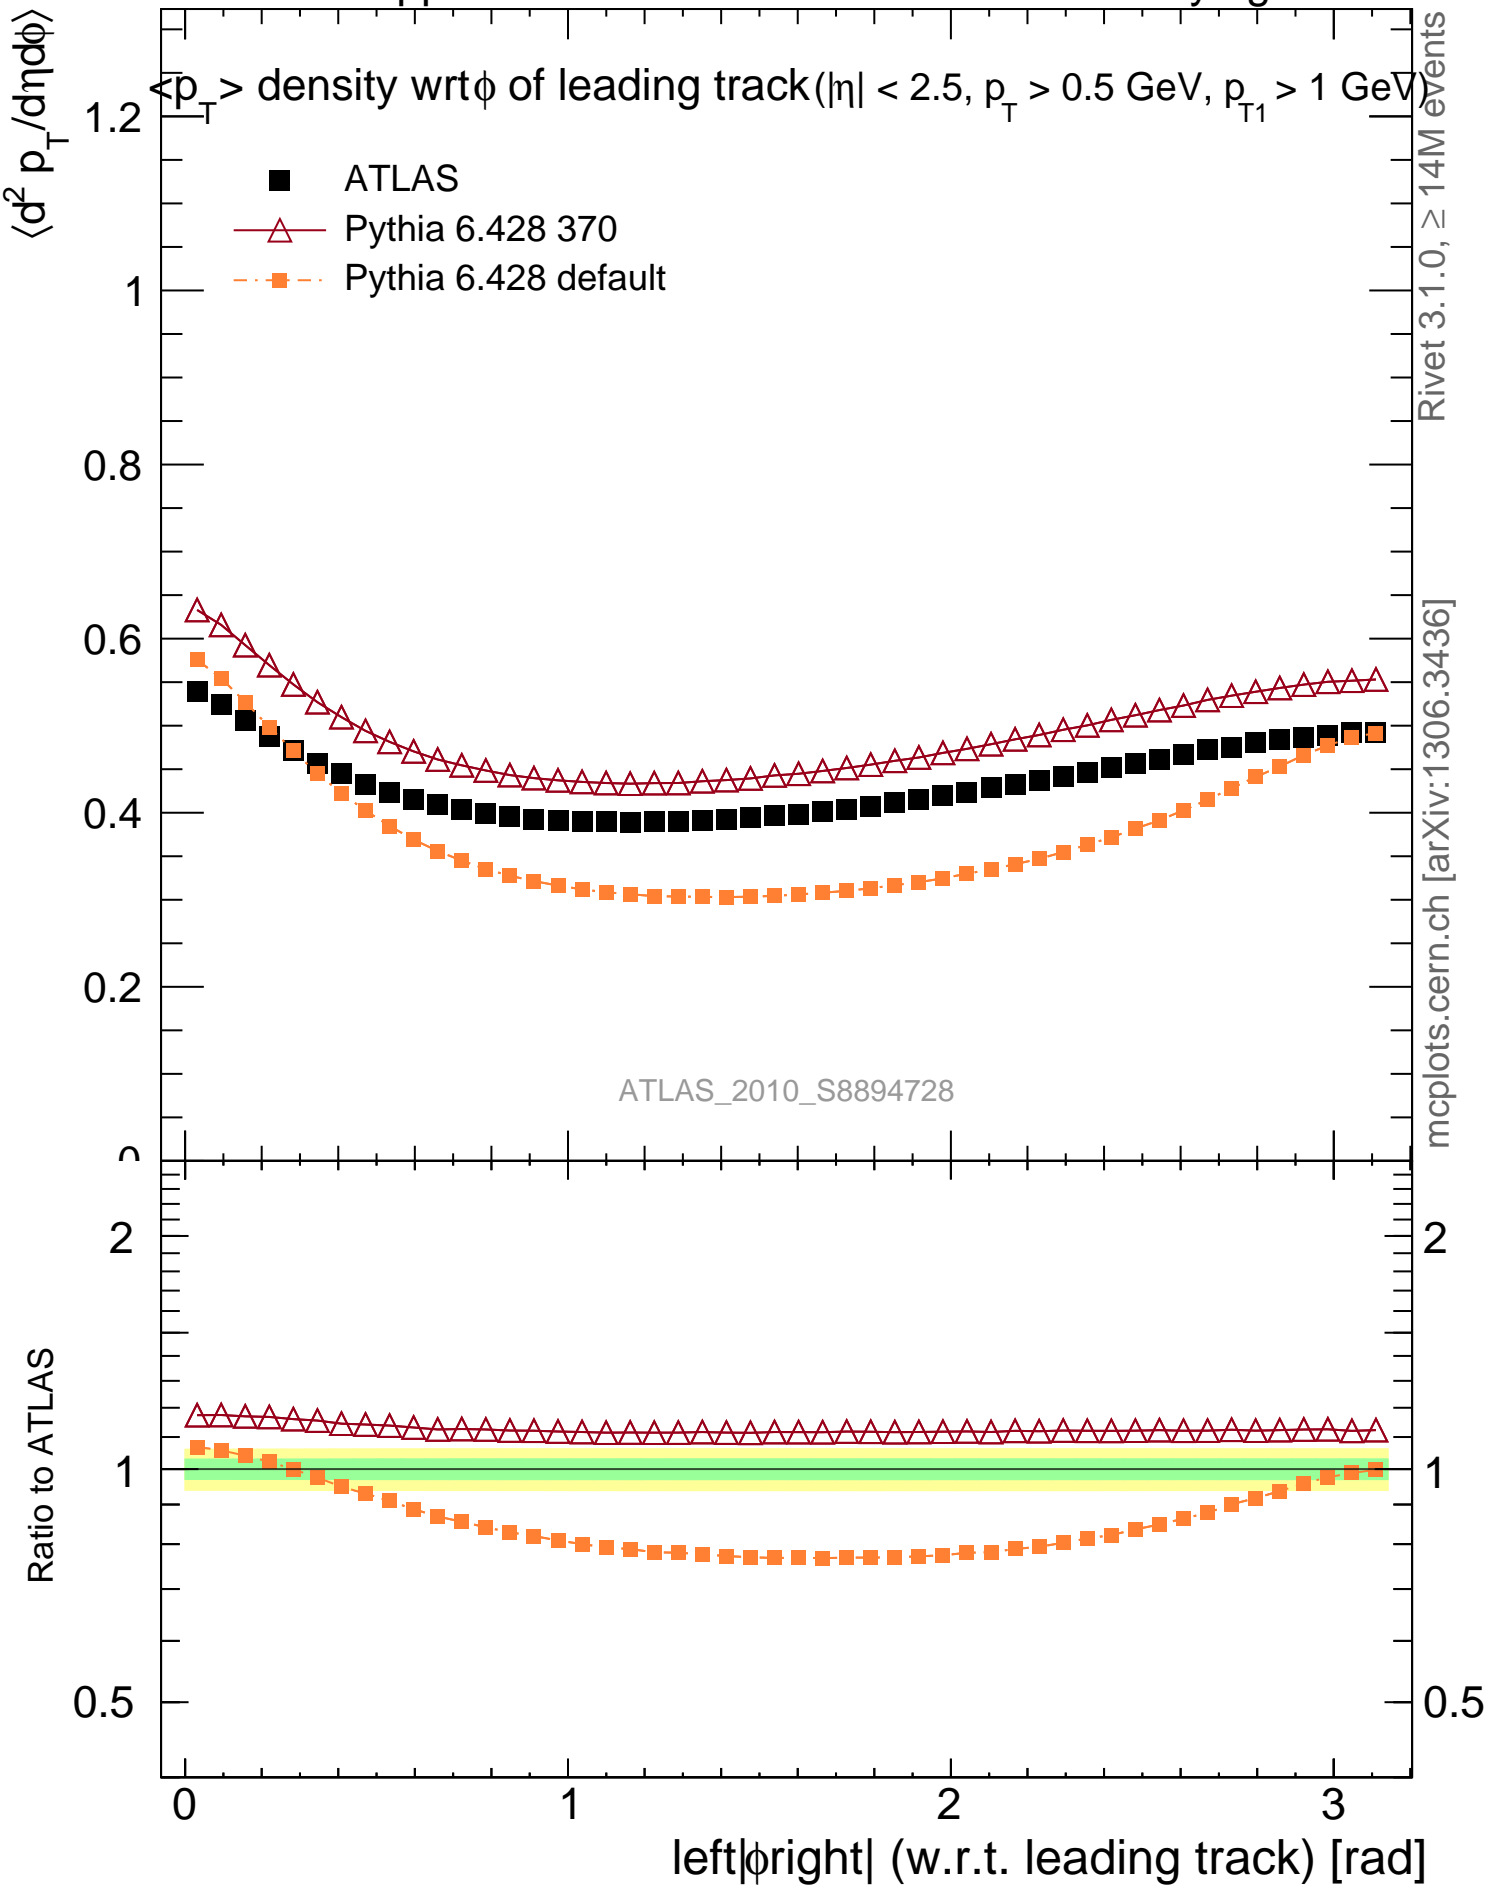 <p_T> density wrt ϕ of leading track (|η| < 2.5, p_T > 0.5 GeV, p_T1 > 1 GeV)
⟨d² p_T/dηdϕ⟩
ATLAS
Pythia 6.428 370
Pythia 6.428 default
1.2
1
0.8
0.6
0.4
0.2
0
ATLAS_2010_S8894728
Rivet 3.1.0, ≥ 14M events
mcplots.cern.ch [arXiv:1306.3436]
Ratio to ATLAS
2
1
0.5
2
1
0.5
0 1 2 3
left|ϕright| (w.r.t. leading track) [rad]